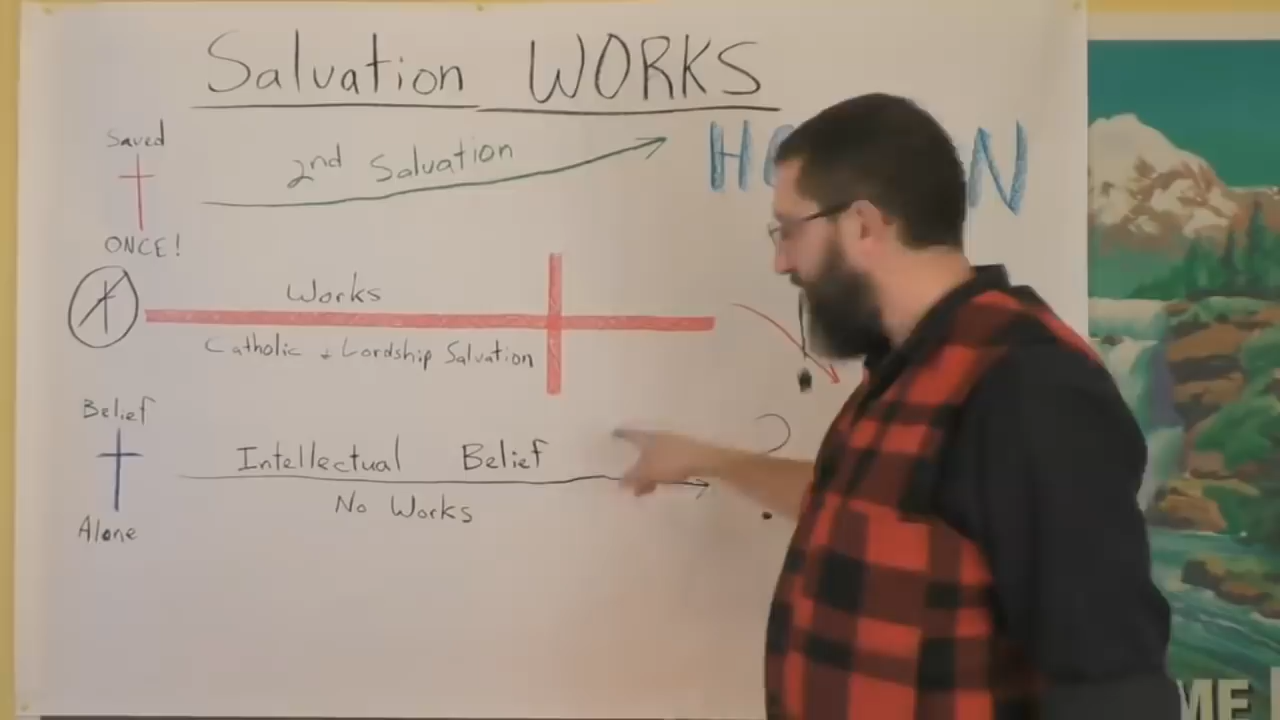 Salvation WORKS
Saved
2nd Salvation
ONCE!
Works
Catholic + Lordship Salvation
Belief
Intellectual Belief
No Works
Alone
?